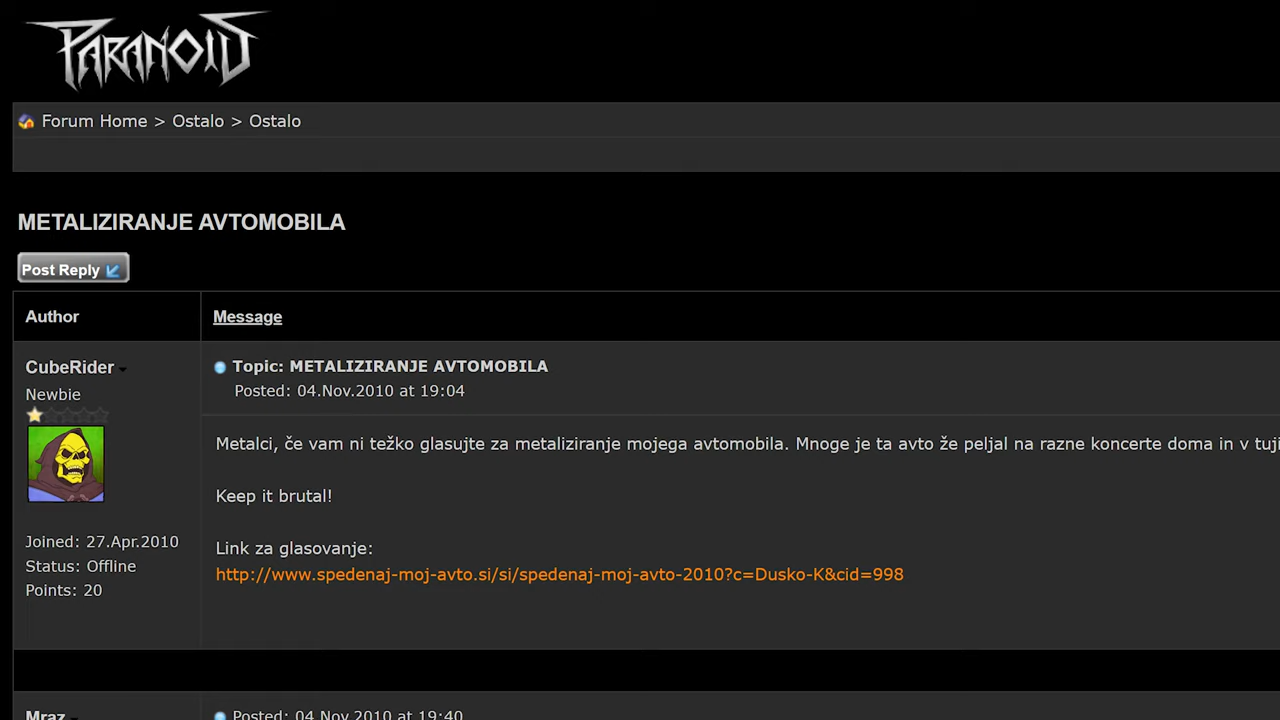 PARANOID
Forum Home > Ostalo > Ostalo
METALIZIRANJE AVTOMOBILA
Post Reply
Author
Message
CubeRider
Newbie
Topic: METALIZIRANJE AVTOMOBILA
Posted: 04.Nov.2010 at 19:04
Metalci, če vam ni težko glasujte za metaliziranje mojega avtomobila. Mnoge je ta avto že peljal na razne koncerte doma in v
Keep it brutal!
Link za glasovanje:
http://www.spedenaj-moj-avto.si/si/spedenaj-moj-avto-2010?c=Dusko-K&cid=998
Joined: 27.Apr.2010
Status: Offline
Points: 20
Mraz
Posted: 04.Nov.2010 at 19:40